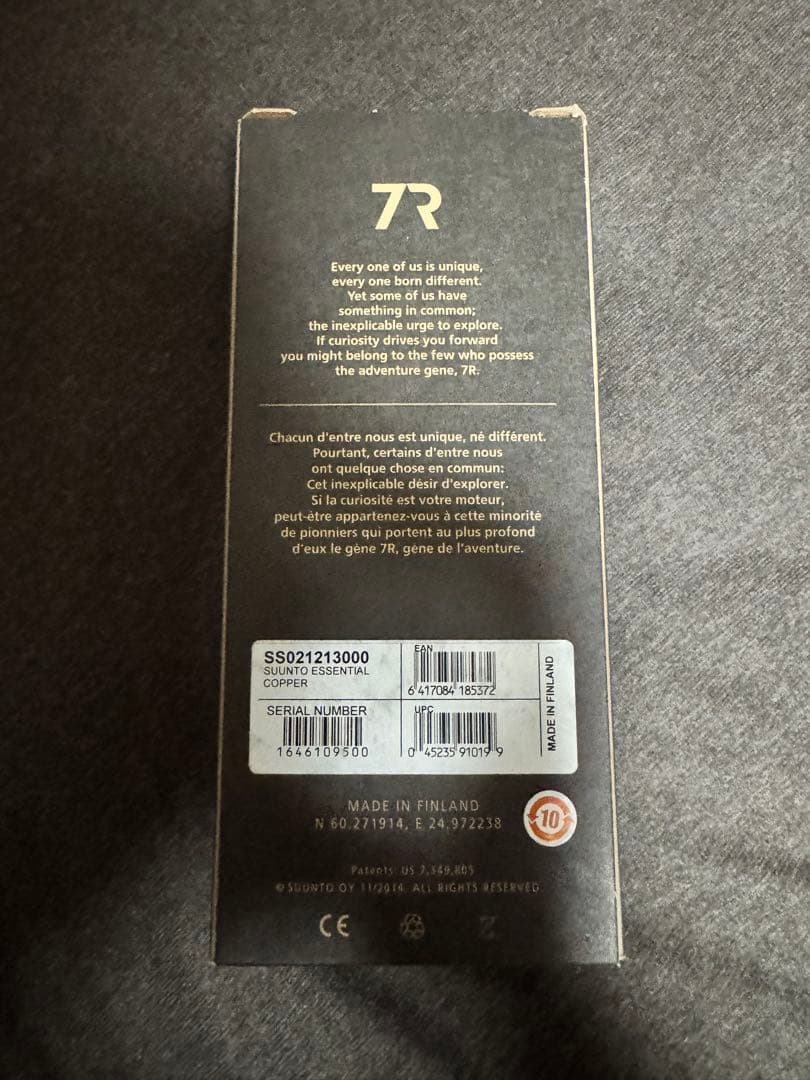 7R
Every one of us is unique,
every one born different.
Yet some of us have
something in common;
the inexplicable urge to explore.
If curiosity drives you forward
you might belong to the few who possess
the adventure gene, 7R.
Chacun d'entre nous est unique, né différent.
Pourtant, certains d'entre nous
ont quelque chose en commun:
Cet inexplicable désir d'explorer.
Si la curiosité est votre moteur,
peut-être appartenez-vous à cette minorité
de pionniers qui portent au plus profond
d'eux le gène 7R, gène de l'aventure.
SS021213000
SUUNTO ESSENTIAL
COPPER
EAN
6 417084 185372
SERIAL NUMBER
1646109500
UPC
0 45235 91019 9
MADE IN FINLAND
MADE IN FINLAND
N 60.271914, E 24.972238
10
Patents: US 7,349,805
© SUUNTO OY 11/2014. ALL RIGHTS RESERVED.
CE